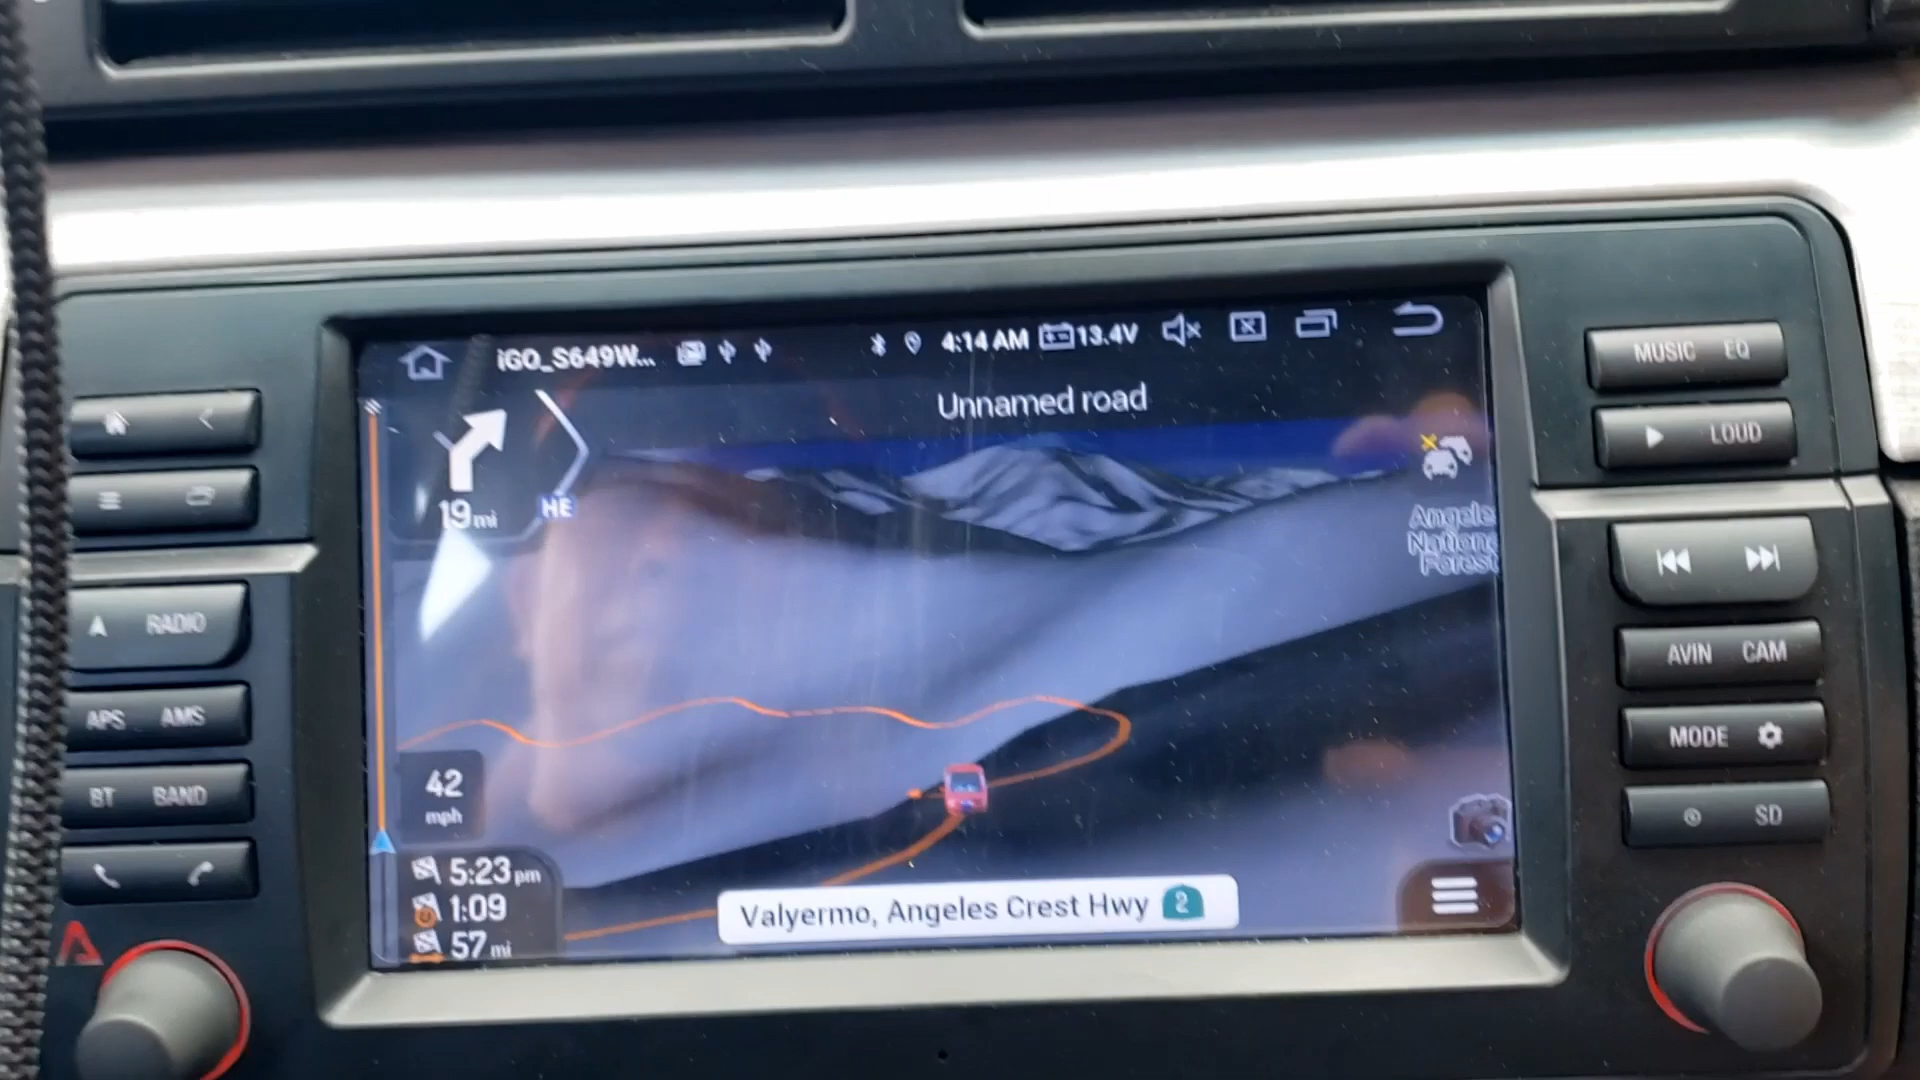 iGO_S649W... 4:14 AM 13.4V
Unnamed road
19 mi
HE
Angele
Nationa
Forest
42
mph
5:23 pm
1:09
57 mi
Valyermo, Angeles Crest Hwy 2
RADIO
APS AMS
BT BAND
MUSIC EQ
LOUD
AVIN CAM
MODE
SD